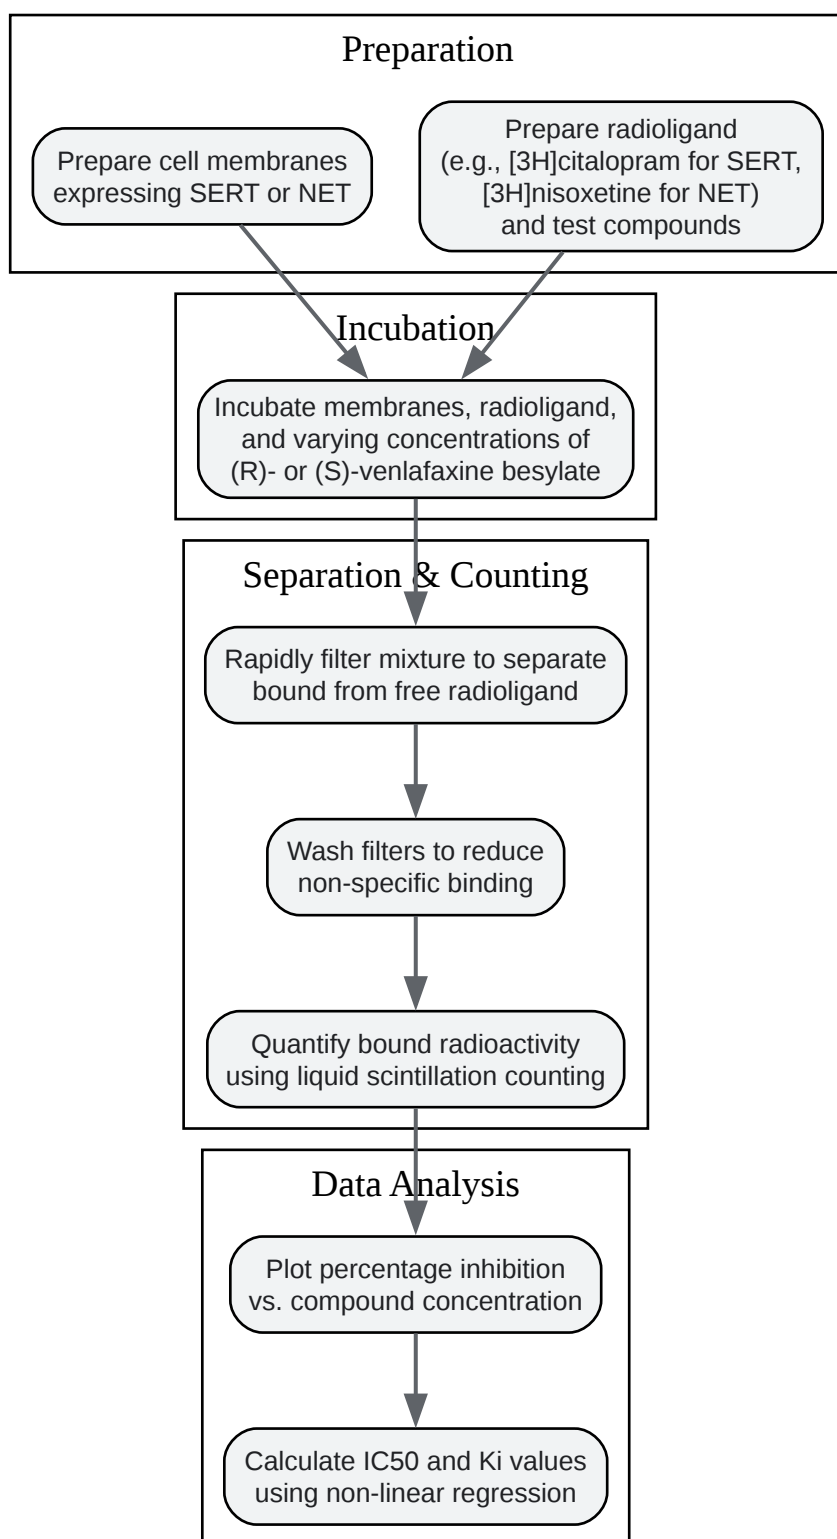 Preparation
Prepare cell membranes
expressing SERT or NET
Prepare radioligand
(e.g., [3H]citalopram for SERT,
[3H]nisoxetine for NET)
and test compounds
Incubation
Incubate membranes, radioligand,
and varying concentrations of
(R)- or (S)-venlafaxine besylate
Separation & Counting
Rapidly filter mixture to separate
bound from free radioligand
Wash filters to reduce
non-specific binding
Quantify bound radioactivity
using liquid scintillation counting
Data Analysis
Plot percentage inhibition
vs. compound concentration
Calculate IC50 and Ki values
using non-linear regression